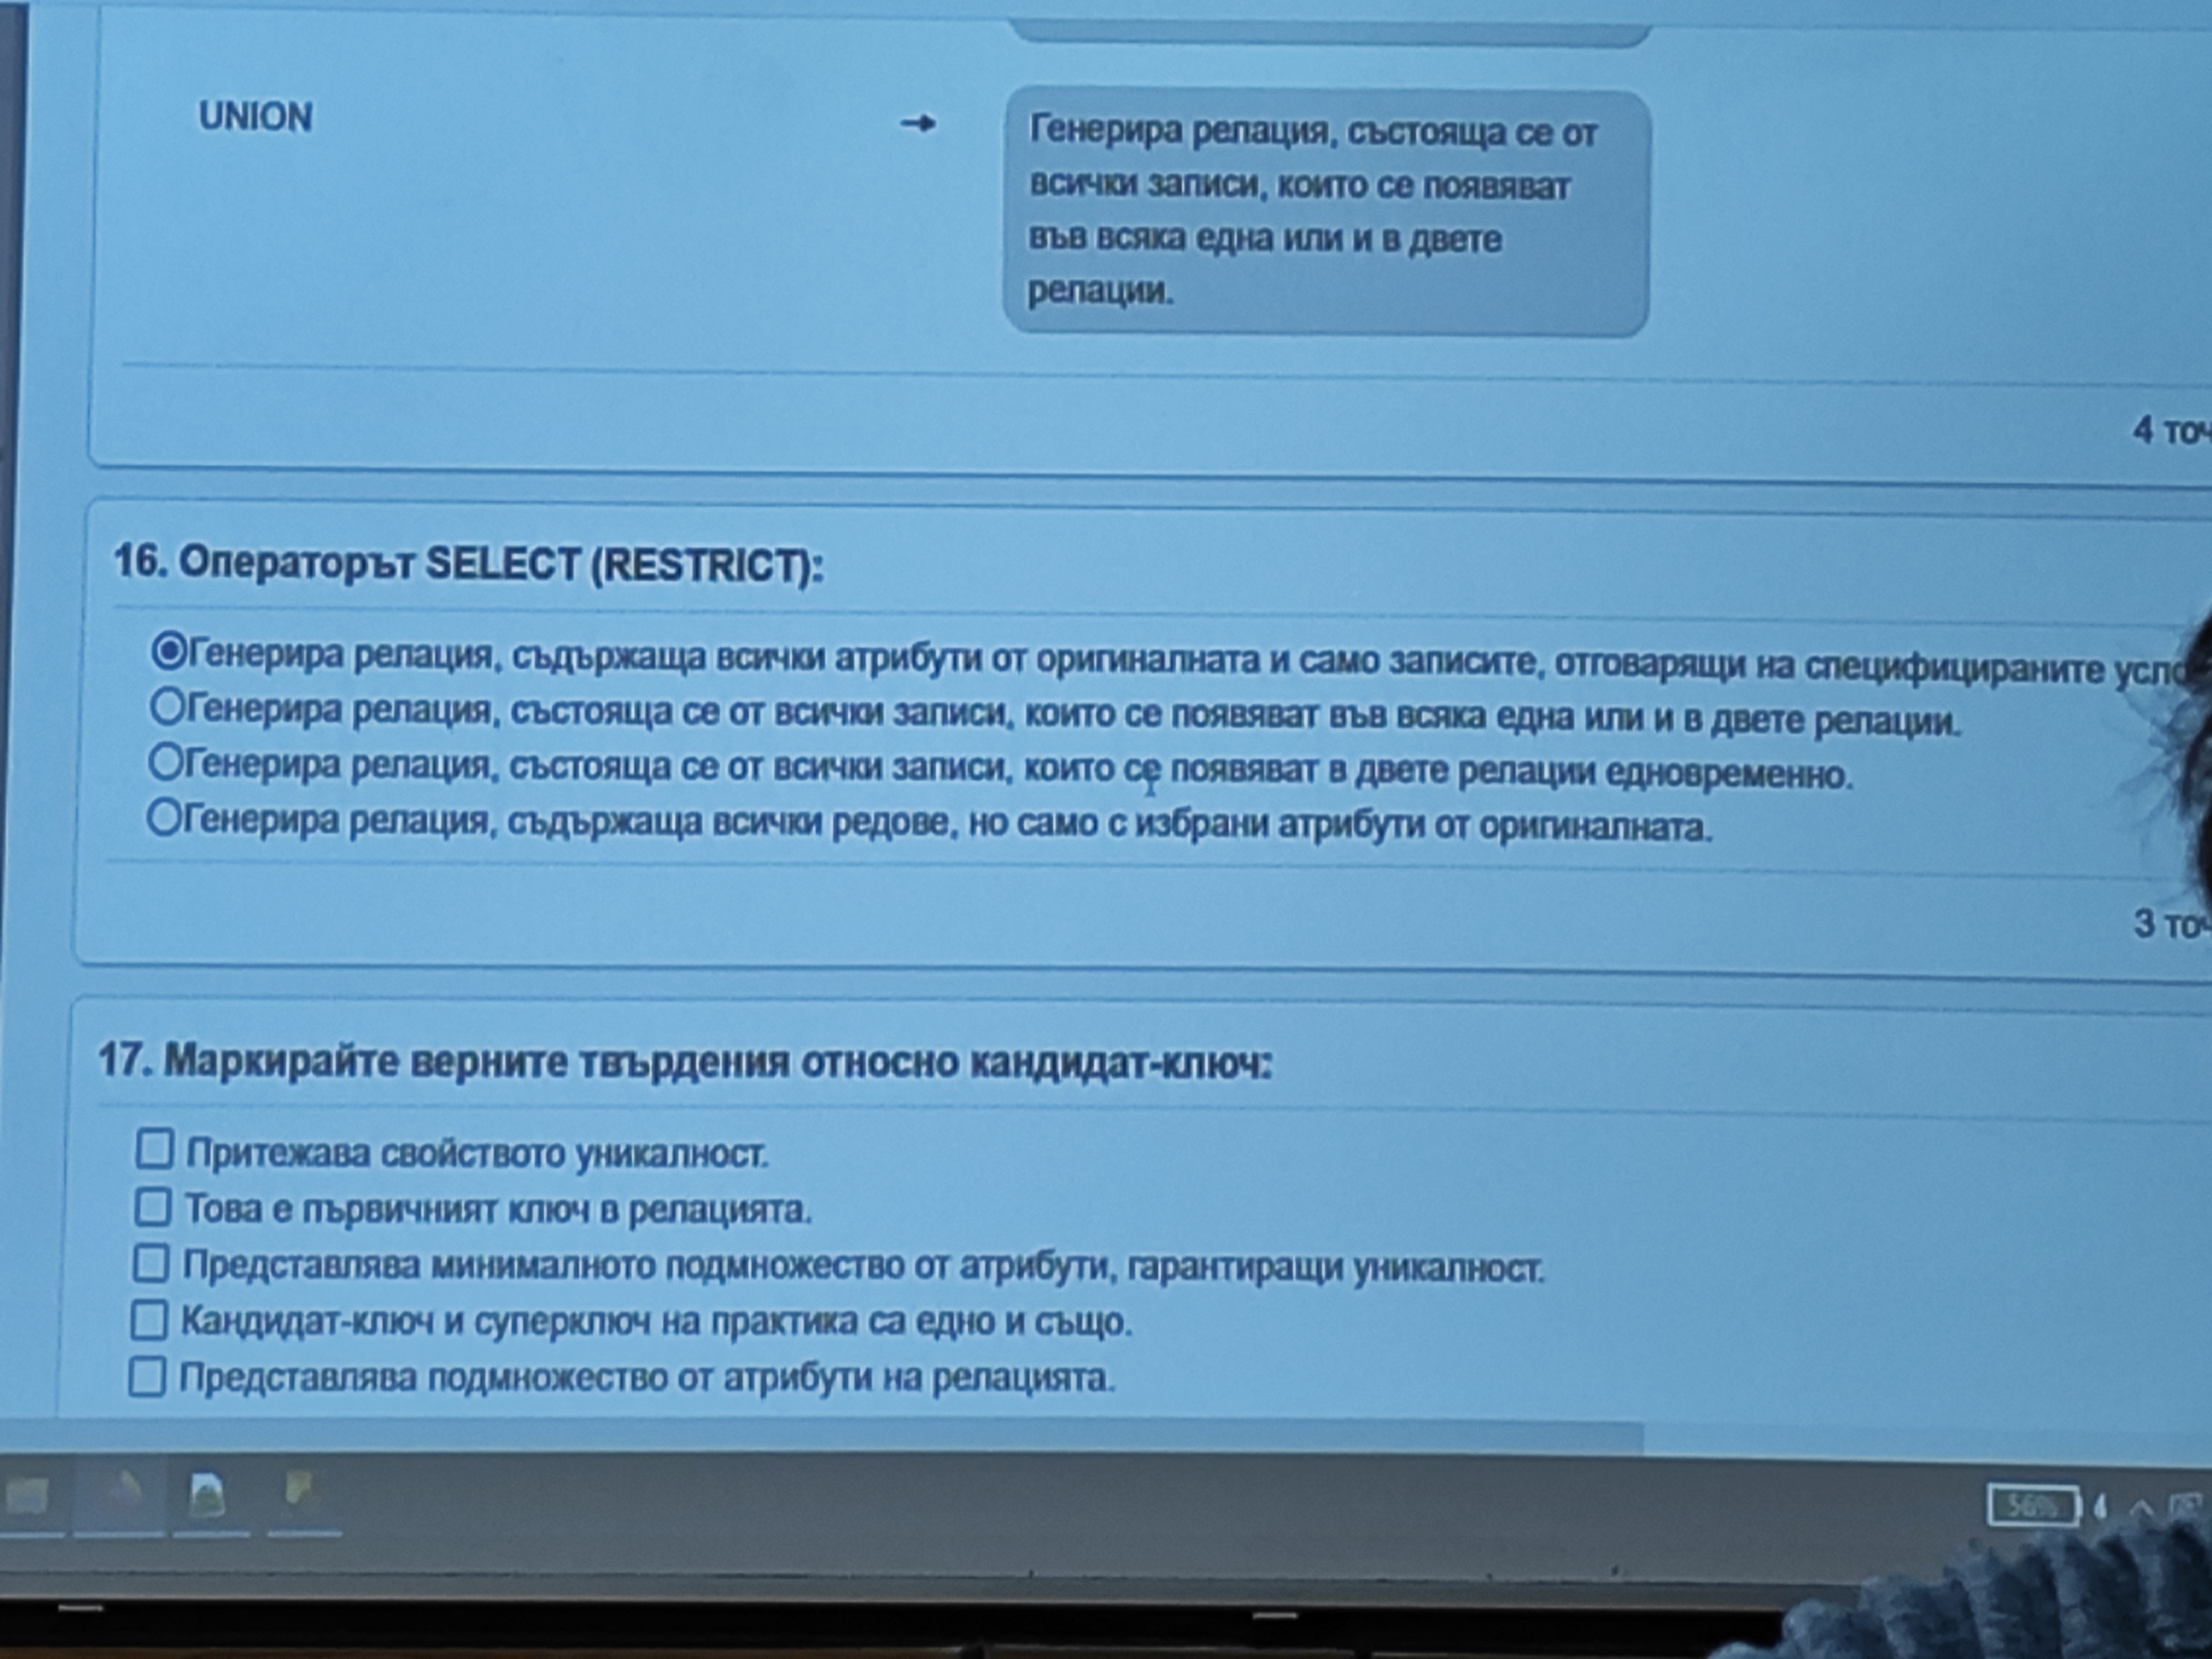 UNION
→
Генерира релация, състояща се от
всички записи, които се появяват
във всяка една или и в двете
релации.
4 точ
16. Операторът SELECT (RESTRICT):
Генерира релация, съдържаща всички атрибути от оригиналната и само записите, отговарящи на специфицираните усло
Генерира релация, състояща се от всички записи, които се появяват във всяка една или и в двете релации.
Генерира релация, състояща се от всички записи, които се появяват в двете релации едновременно.
Генерира релация, съдържаща всички редове, но само с избрани атрибути от оригиналната.
3 точ
17. Маркирайте верните твърдения относно кандидат-ключ:
Притежава свойството уникалност.
Това е първичният ключ в релацията.
Представлява минималното подмножество от атрибути, гарантиращи уникалност.
Кандидат-ключ и суперключ на практика са едно и също.
Представлява подмножество от атрибути на релацията.
56%